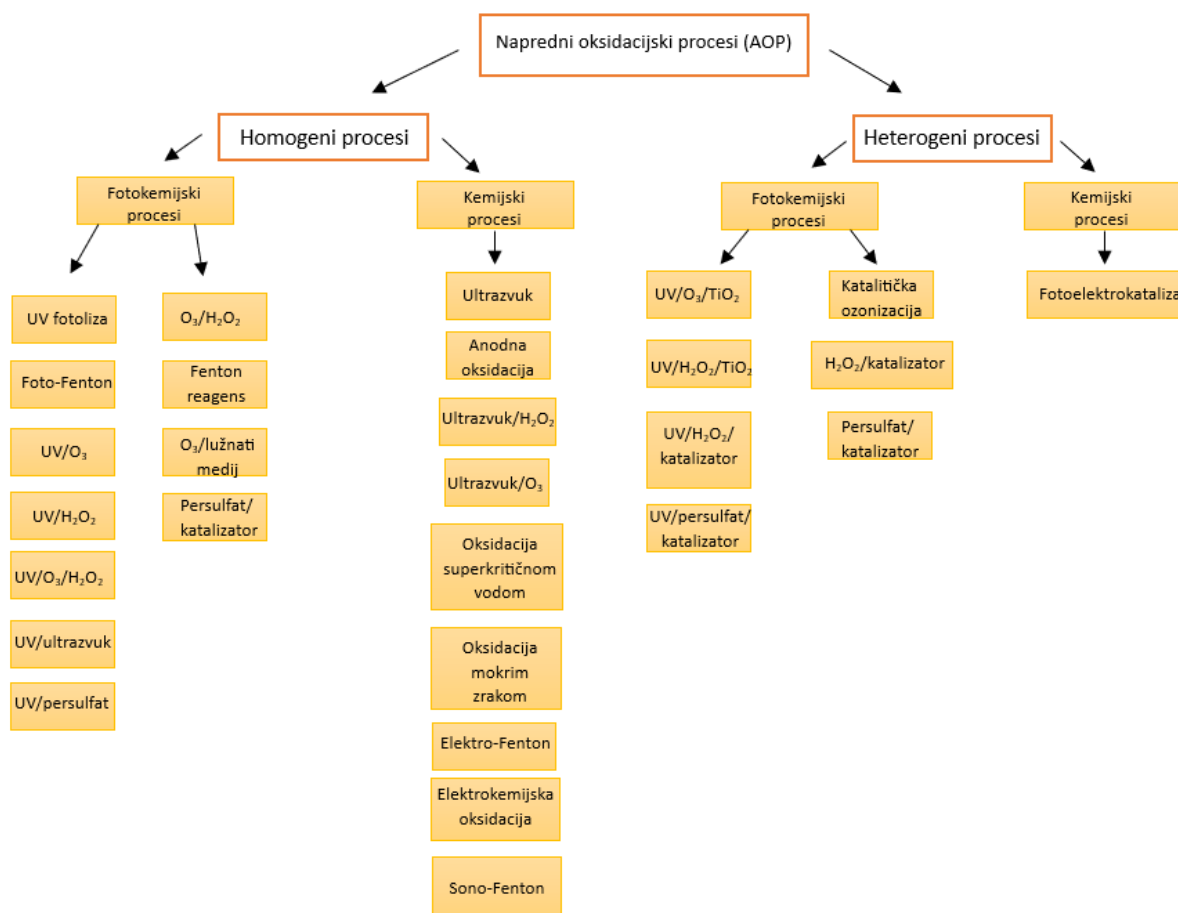 Napredni oksidacijski procesi (AOP)
Homogeni procesi
Heterogeni procesi
Fotokemijski
procesi
Kemijski
procesi
Fotokemijski
procesi
Kemijski
procesi
UV fotoliza
Foto-Fenton
UV/O₃
UV/H₂O₂
UV/O₃/H₂O₂
UV/ultrazvuk
UV/persulfat
O₃/H₂O₂
Fenton
reagens
O₃/lužnati
medij
Persulfat/
katalizator
Ultrazvuk
Anodna
oksidacija
Ultrazvuk/H₂O₂
Ultrazvuk/O₃
Oksidacija
superkritičnom
vodom
Oksidacija
mokrim
zrakom
Elektro-Fenton
Elektrokemijska
oksidacija
Sono-Fenton
UV/O₃/TiO₂
UV/H₂O₂/TiO₂
UV/H₂O₂/
katalizator
UV/persulfat/
katalizator
Katalitička
ozonizacija
H₂O₂/katalizator
Persulfat/
katalizator
Fotoelektrokataliza